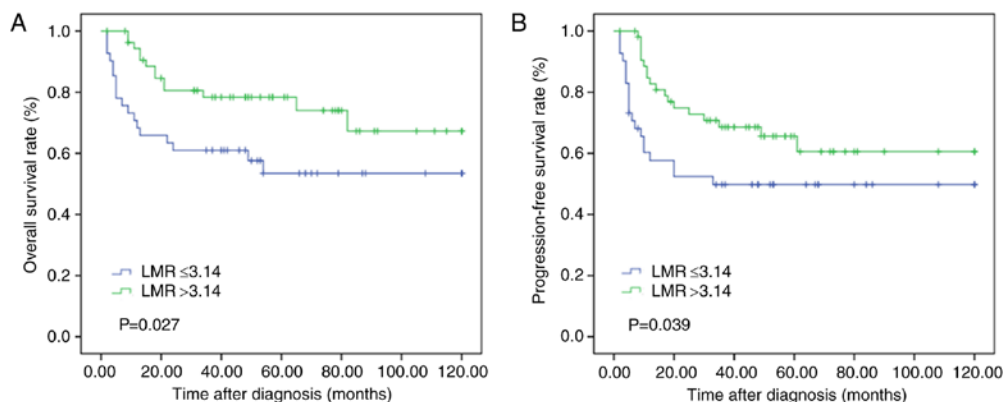 A
Overall survival rate (%)
1.0
0.8
0.6
0.4
0.2
0.0
LMR ≤3.14
LMR >3.14
P=0.027
0.00 20.00 40.00 60.00 80.00 100.00 120.00
Time after diagnosis (months)
B
Progression-free survival rate (%)
1.0
0.8
0.6
0.4
0.2
0.0
LMR ≤3.14
LMR >3.14
P=0.039
0.00 20.00 40.00 60.00 80.00 100.00 120.00
Time after diagnosis (months)